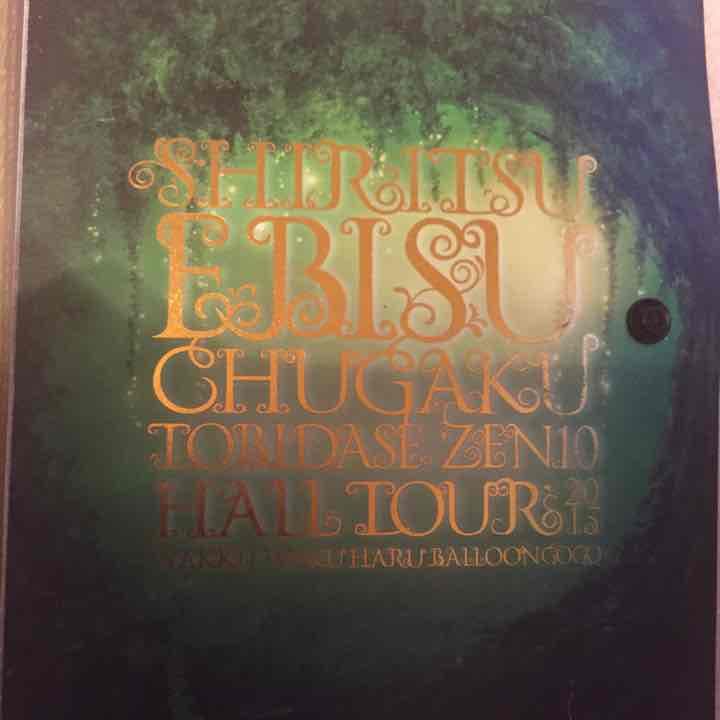 SHIRITSU
EBISU
CHUGAKU
TOBIDASE ZEN10
HALL TOUR 2015
HARU BALLOON GOGO